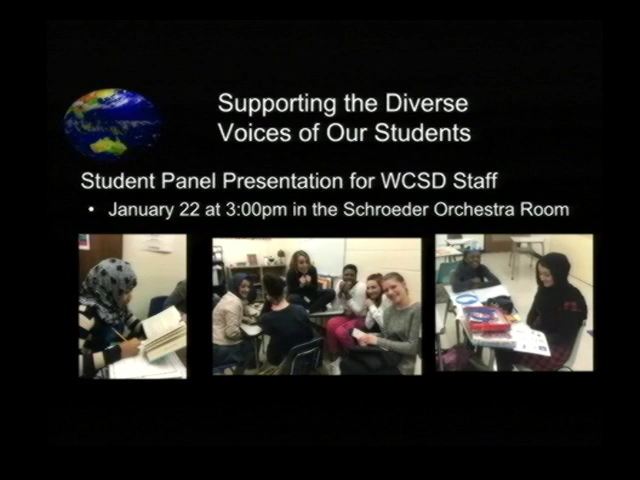 Supporting the Diverse
Voices of Our Students
Student Panel Presentation for WCSD Staff
• January 22 at 3:00pm in the Schroeder Orchestra Room